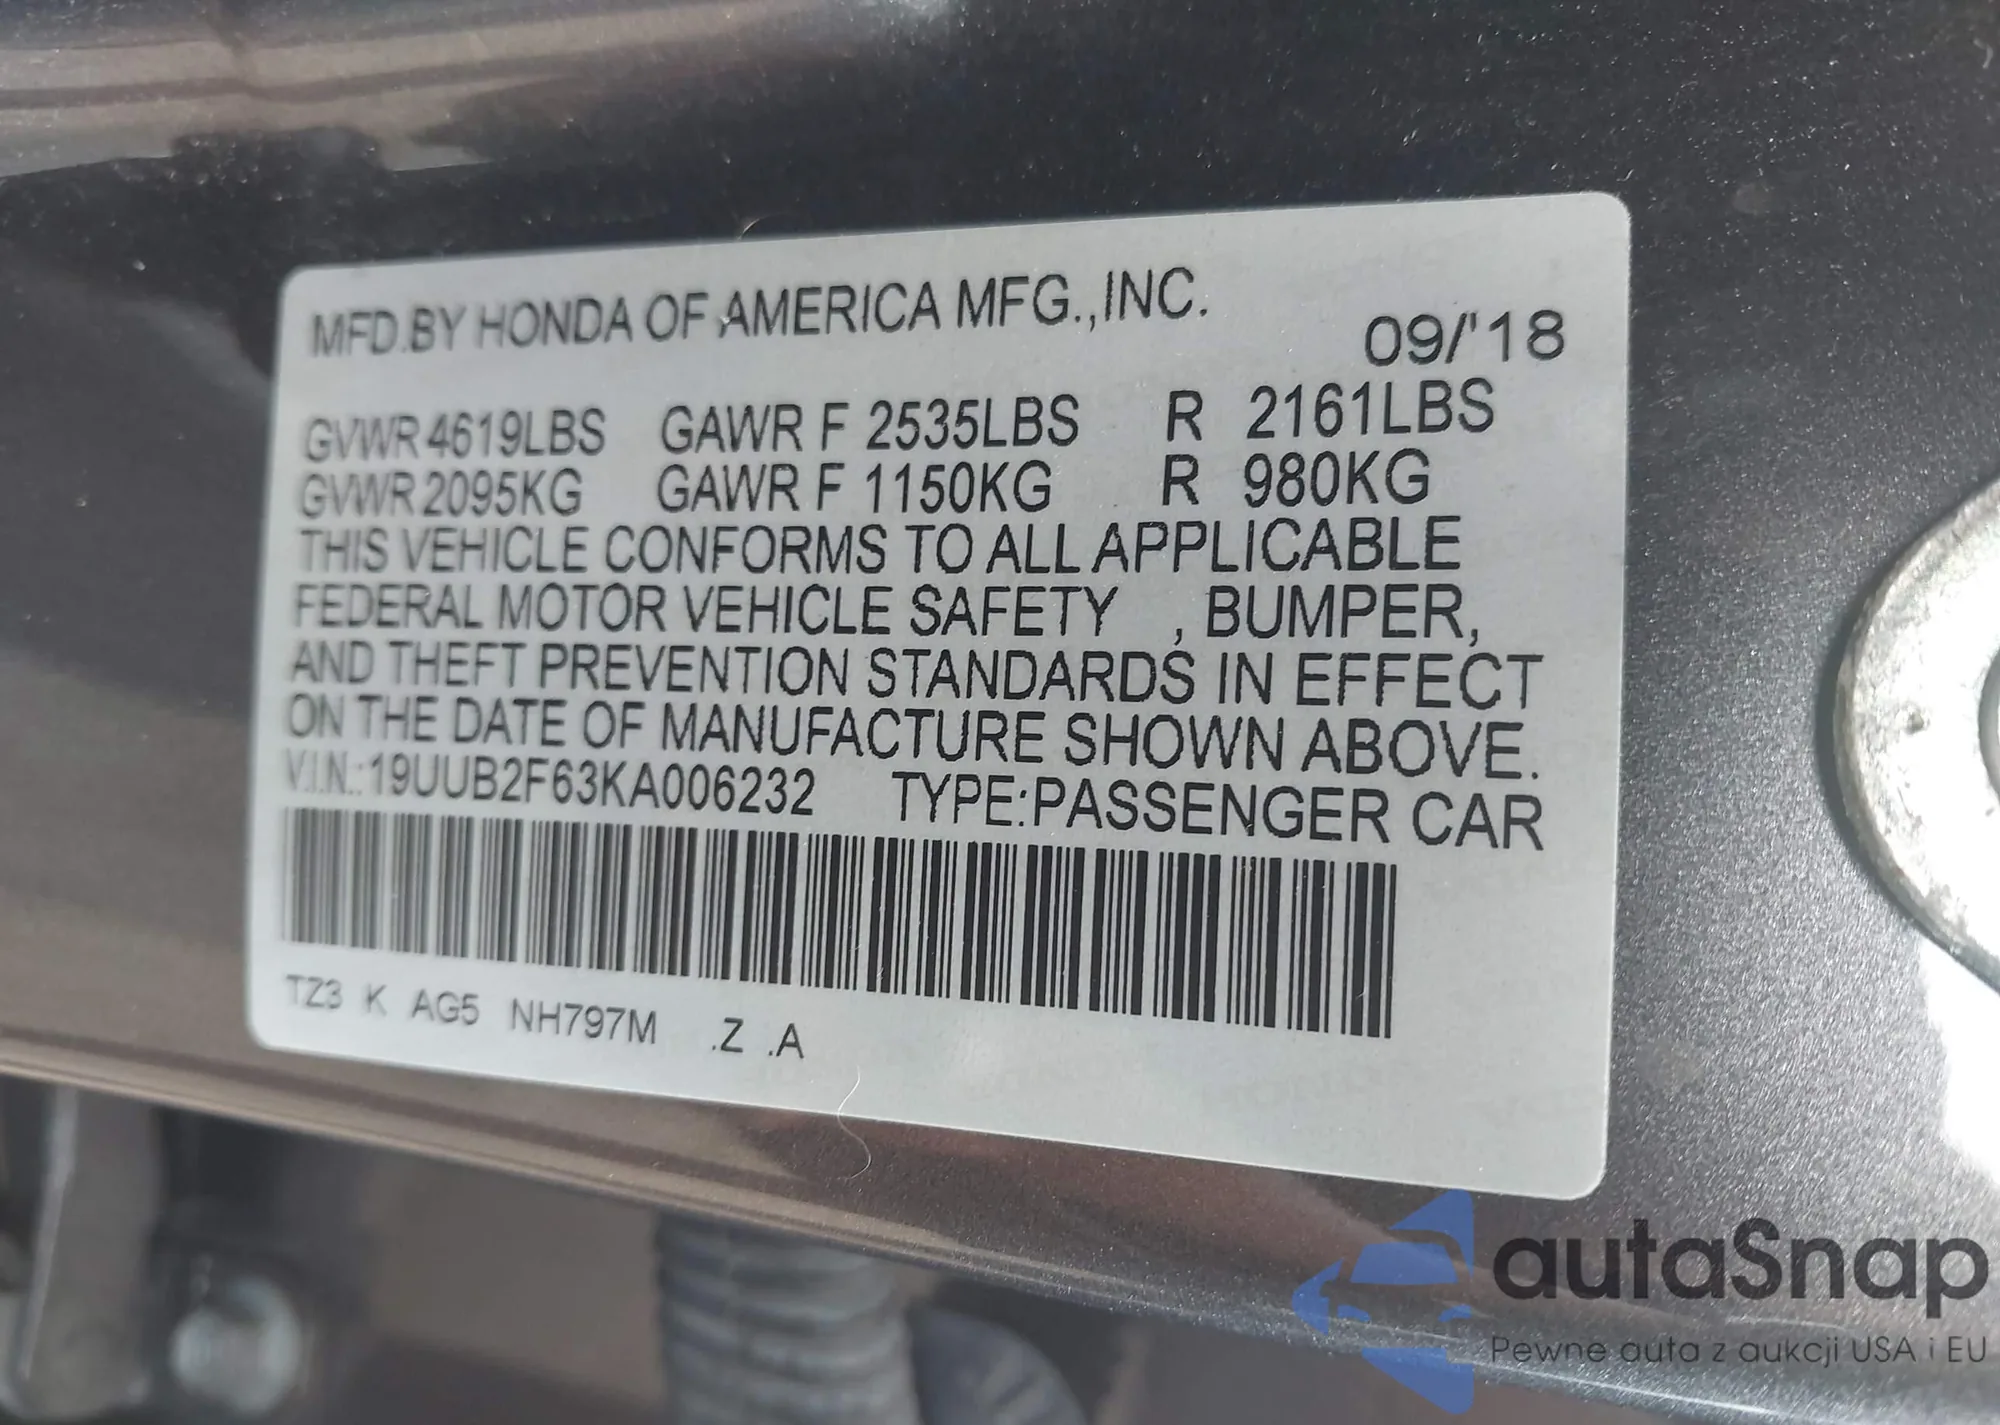 MFD.BY HONDA OF AMERICA MFG.,INC.
09/'18
GVWR 4619LBS GAWR F 2535LBS R 2161LBS
GVWR 2095KG GAWR F 1150KG R 980KG
THIS VEHICLE CONFORMS TO ALL APPLICABLE
FEDERAL MOTOR VEHICLE SAFETY , BUMPER,
AND THEFT PREVENTION STANDARDS IN EFFECT
ON THE DATE OF MANUFACTURE SHOWN ABOVE.
V.I.N.:19UUB2F63KA006232 TYPE:PASSENGER CAR
TZ3 K AG5 NH797M .Z .A
autaSnap
Pewne auta z aukcji USA i EU